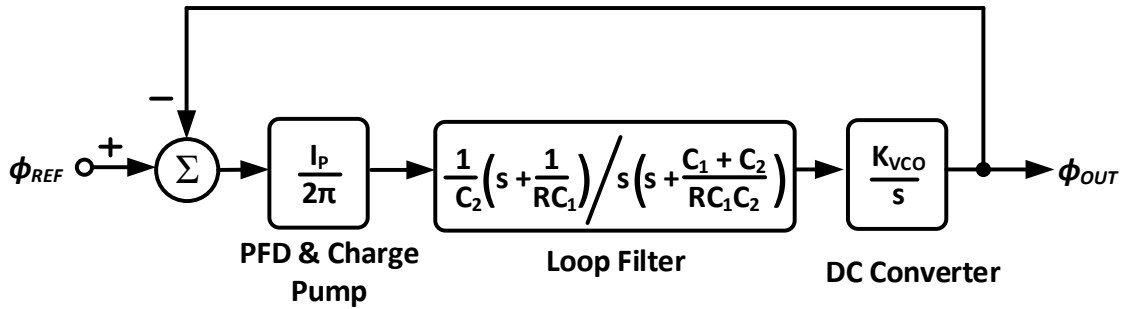 −
+
ϕREF
Σ
IP
2π
1/C2 (s + 1/RC1) / s(s + C1 + C2/RC1C2)
KVCO
s
ϕOUT
PFD & Charge
Pump
Loop Filter
DC Converter